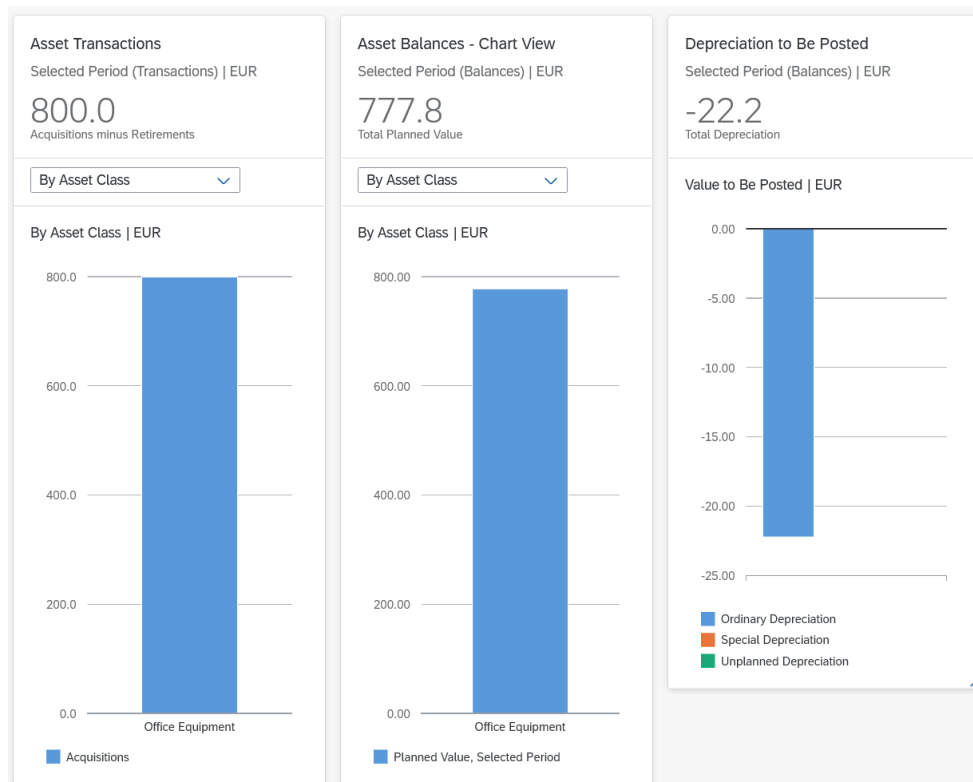 Asset Transactions
Selected Period (Transactions) | EUR
800.0
Acquisitions minus Retirements
By Asset Class
By Asset Class | EUR
800.0
600.0
400.0
200.0
0.0
Office Equipment
Acquisitions
Asset Balances - Chart View
Selected Period (Balances) | EUR
777.8
Total Planned Value
By Asset Class
By Asset Class | EUR
800.00
600.00
400.00
200.00
0.00
Office Equipment
Planned Value, Selected Period
Depreciation to Be Posted
Selected Period (Balances) | EUR
-22.2
Total Depreciation
Value to Be Posted | EUR
0.00
-5.00
-10.00
-15.00
-20.00
-25.00
Ordinary Depreciation
Special Depreciation
Unplanned Depreciation